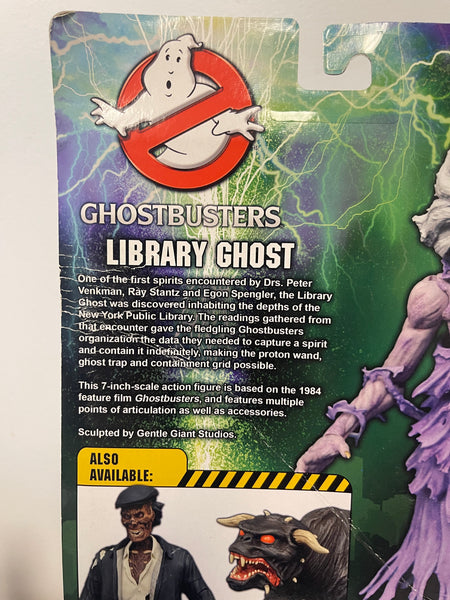 GHOSTBUSTERS
LIBRARY GHOST
One of the first spirits encountered by Drs. Peter
Venkman, Ray Stantz and Egon Spengler, the Library
Ghost was discovered inhabiting the depths of the
New York Public Library. The readings gathered from
that encounter gave the fledgling Ghostbusters
organization the data they needed to capture a spirit
and contain it indefinitely, making the proton wand,
ghost trap and containment grid possible.
This 7-inch-scale action figure is based on the 1984
feature film Ghostbusters, and features multiple
points of articulation as well as accessories.
Sculpted by Gentle Giant Studios.
ALSO
AVAILABLE: